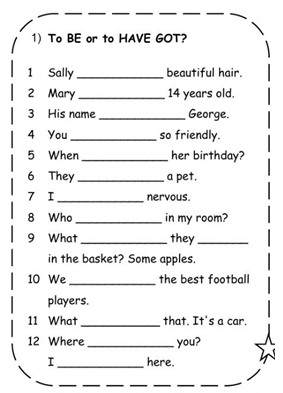 1) To BE or to HAVE GOT?
1 Sally ____________ beautiful hair.
2 Mary ____________ 14 years old.
3 His name ____________ George.
4 You ____________ so friendly.
5 When ____________ her birthday?
6 They ____________ a pet.
7 I ____________ nervous.
8 Who ____________ in my room?
9 What ____________ they _______
in the basket? Some apples.
10 We ____________ the best football
players.
11 What ____________ that. It's a car.
12 Where ____________ you?
I ____________ here.